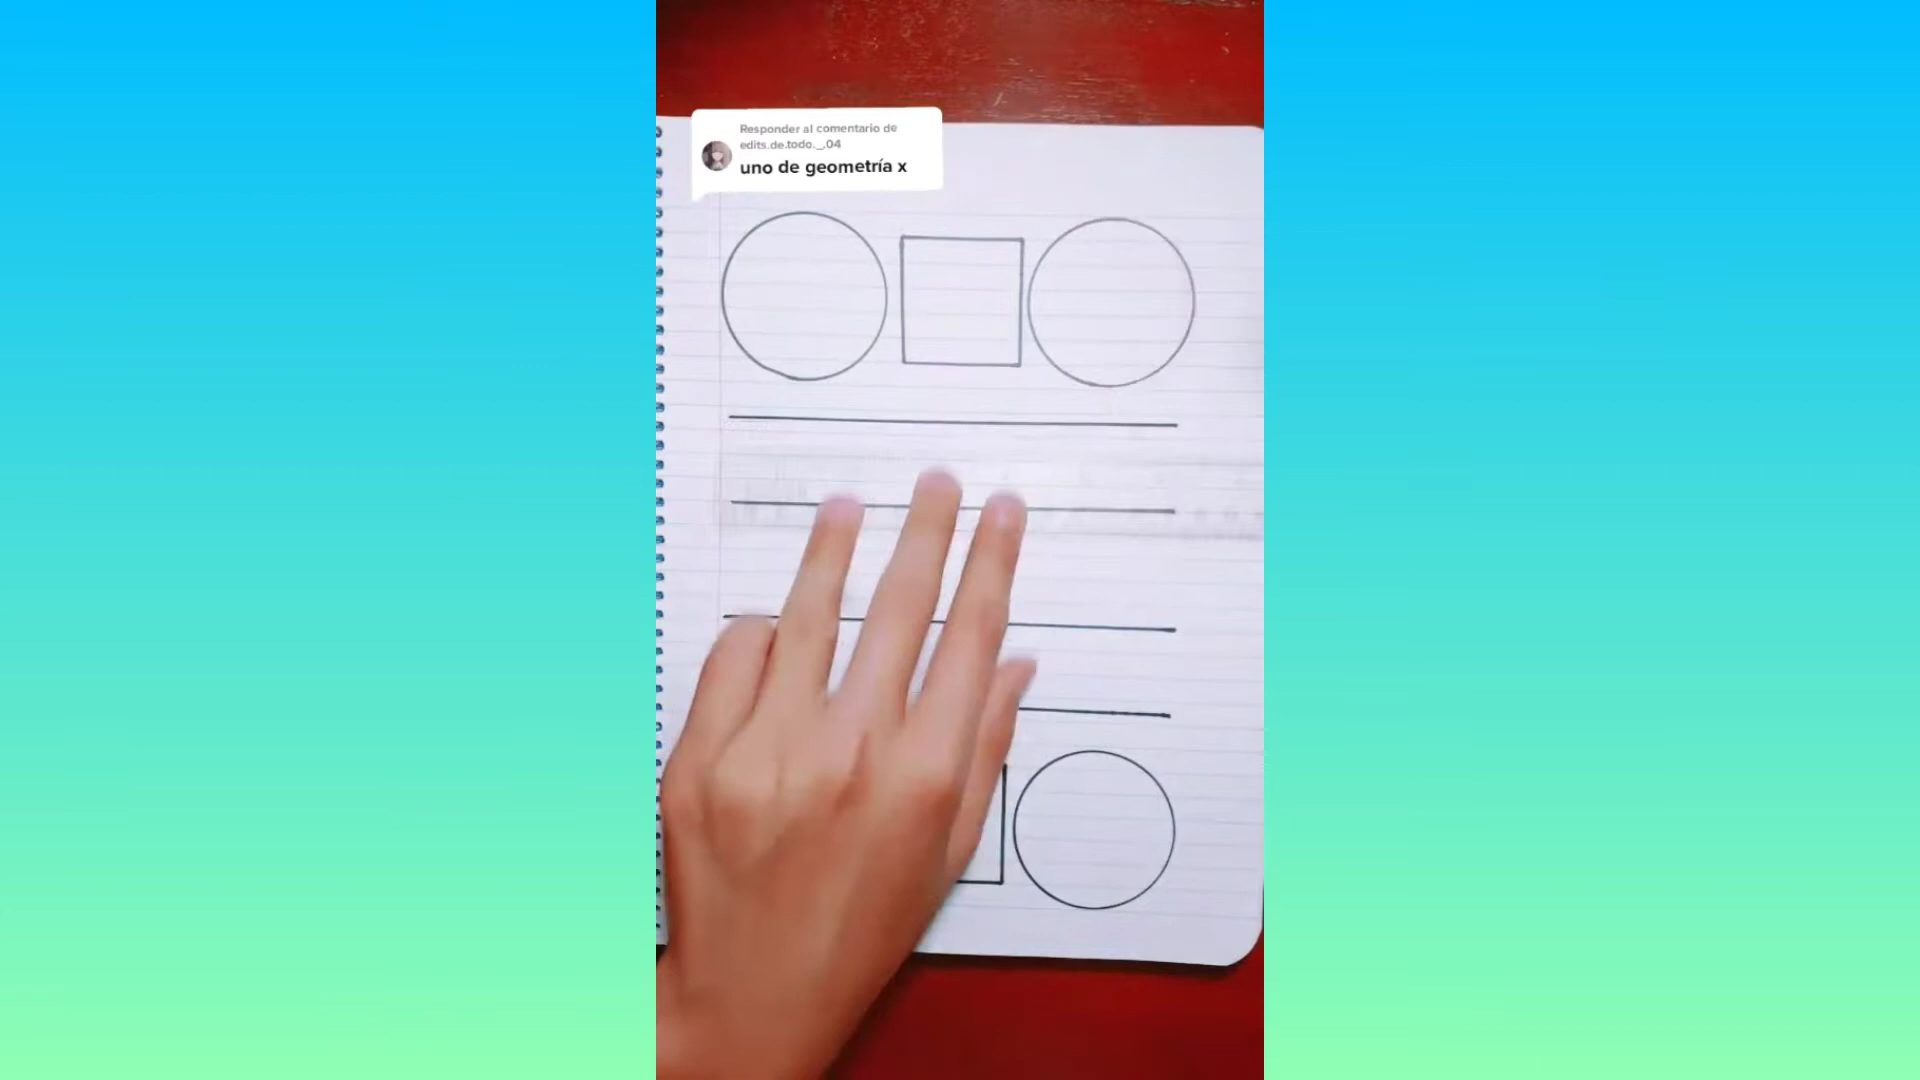 Responder al comentario de
edits.de.todo._.04
uno de geometría x